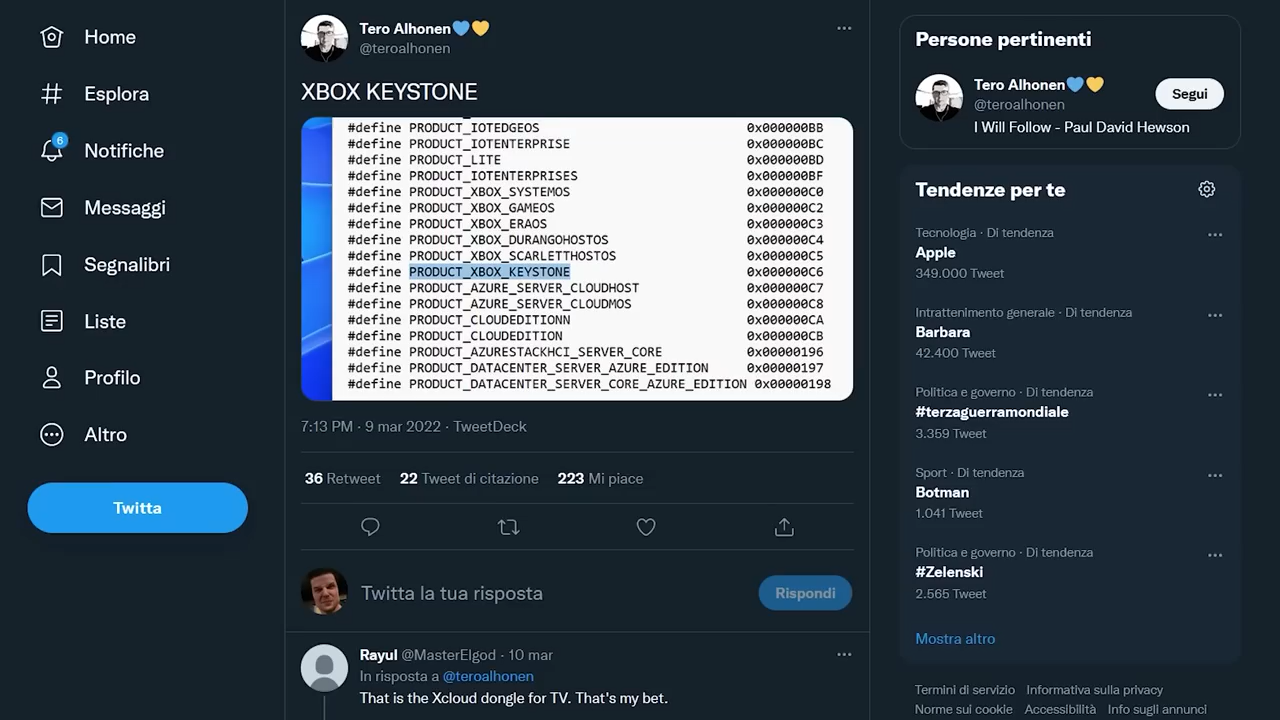 Home
Esplora
6
Notifiche
Messaggi
Segnalibri
Liste
Profilo
Altro
Twitta
Tero Alhonen💙💛
@teroalhonen
XBOX KEYSTONE
#define PRODUCT_IOTEDGEOS 0x000000BB
#define PRODUCT_IOTENTERPRISE 0x000000BC
#define PRODUCT_LITE 0x000000BD
#define PRODUCT_IOTENTERPRISES 0x000000BF
#define PRODUCT_XBOX_SYSTEMOS 0x000000C0
#define PRODUCT_XBOX_GAMEOS 0x000000C2
#define PRODUCT_XBOX_ERAOS 0x000000C3
#define PRODUCT_XBOX_DURANGOHOSTOS 0x000000C4
#define PRODUCT_XBOX_SCARLETTHOSTOS 0x000000C5
#define PRODUCT_XBOX_KEYSTONE 0x000000C6
#define PRODUCT_AZURE_SERVER_CLOUDHOST 0x000000C7
#define PRODUCT_AZURE_SERVER_CLOUDMOS 0x000000C8
#define PRODUCT_CLOUDEDITIONN 0x000000CA
#define PRODUCT_CLOUDEDITION 0x000000CB
#define PRODUCT_AZURESTACKHCI_SERVER_CORE 0x00000196
#define PRODUCT_DATACENTER_SERVER_AZURE_EDITION 0x00000197
#define PRODUCT_DATACENTER_SERVER_CORE_AZURE_EDITION 0x00000198
7:13 PM · 9 mar 2022 · TweetDeck
36 Retweet 22 Tweet di citazione 223 Mi piace
Twitta la tua risposta
Rispondi
Rayul @MasterElgod · 10 mar
In risposta a @teroalhonen
That is the Xcloud dongle for TV. That's my bet.
Persone pertinenti
Tero Alhonen💙💛
@teroalhonen
Segui
I Will Follow - Paul David Hewson
Tendenze per te
Tecnologia · Di tendenza
Apple
349.000 Tweet
Intrattenimento generale · Di tendenza
Barbara
42.400 Tweet
Politica e governo · Di tendenza
#terzaguerramondiale
3.359 Tweet
Sport · Di tendenza
Botman
1.041 Tweet
Politica e governo · Di tendenza
#Zelenski
2.565 Tweet
Mostra altro
Termini di servizio Informativa sulla privacy
Norme sui cookie Accessibilità Info sugli annunci